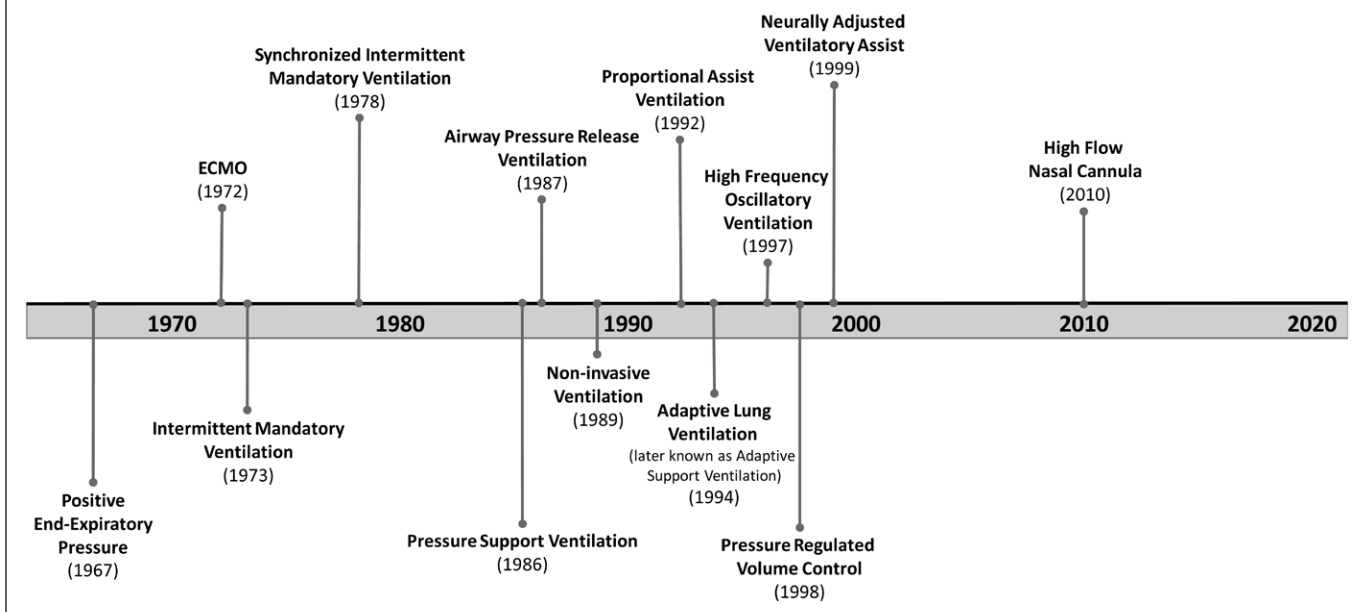 Neurally Adjusted
Ventilatory Assist
(1999)
Synchronized Intermittent
Mandatory Ventilation
(1978)
Proportional Assist
Ventilation
(1992)
Airway Pressure Release
Ventilation
(1987)
High Flow
Nasal Cannula
(2010)
ECMO
(1972)
High Frequency
Oscillatory
Ventilation
(1997)
1970 1980 1990 2000 2010 2020
Non-invasive
Ventilation
(1989)
Adaptive Lung
Ventilation
(later known as Adaptive
Support Ventilation)
(1994)
Intermittent Mandatory
Ventilation
(1973)
Positive
End-Expiratory
Pressure
(1967)
Pressure Support Ventilation
(1986)
Pressure Regulated
Volume Control
(1998)